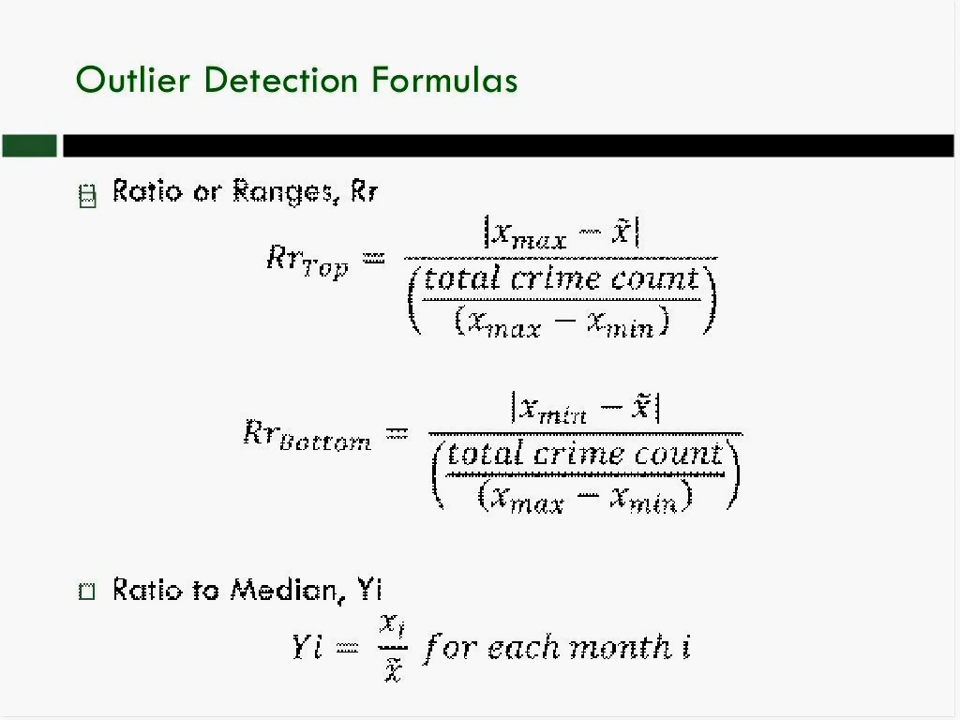 Outlier Detection Formulas
Ratio or Ranges, Rr
Rr_Top = |x_max − x̃| / (total crime count / (x_max − x_min))
Rr_Bottom = |x_min − x̃| / (total crime count / (x_max − x_min))
Ratio to Median, Yi
Yi = x_i / x̃ for each month i